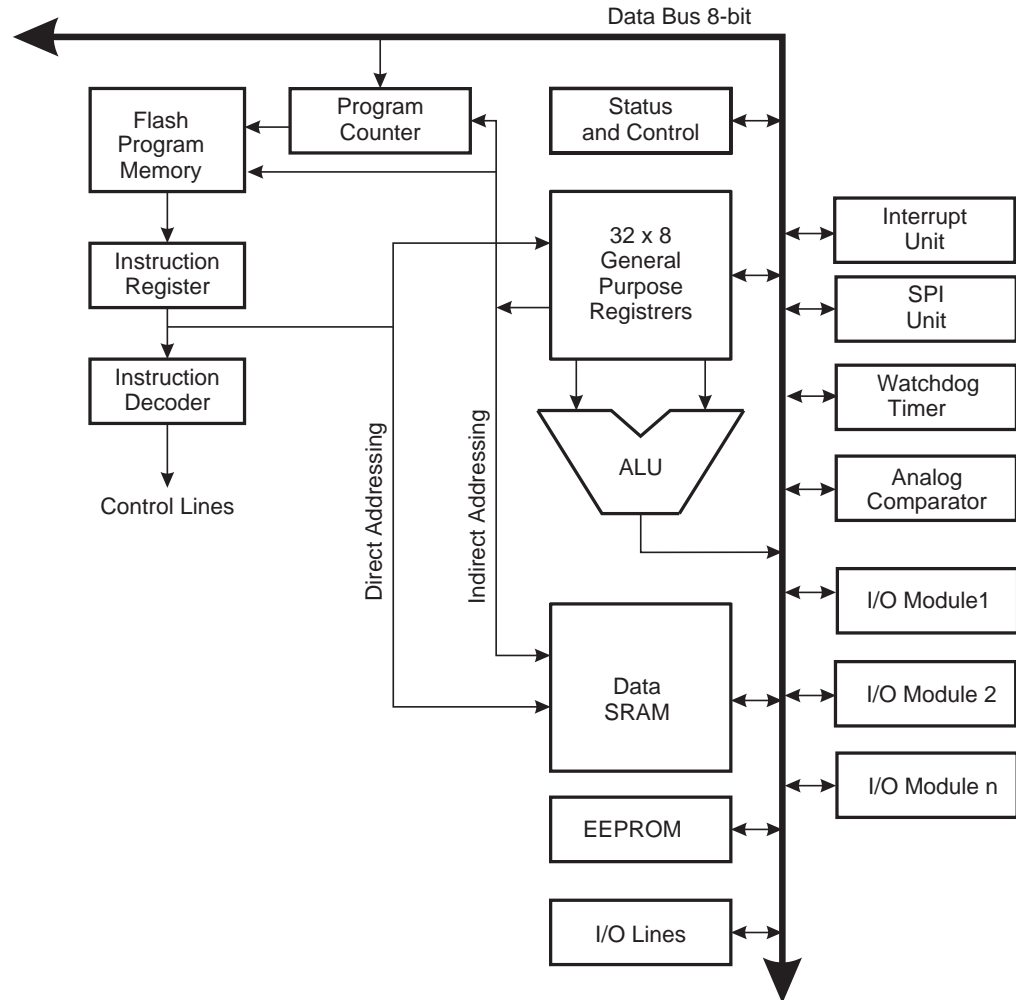 Data Bus 8-bit
Flash
Program
Memory
Program
Counter
Status
and Control
32 x 8
General
Purpose
Registrers
Interrupt
Unit
Instruction
Register
SPI
Unit
Instruction
Decoder
Watchdog
Timer
Control Lines
Direct Addressing
Indirect Addressing
ALU
Analog
Comparator
I/O Module1
Data
SRAM
I/O Module 2
I/O Module n
EEPROM
I/O Lines